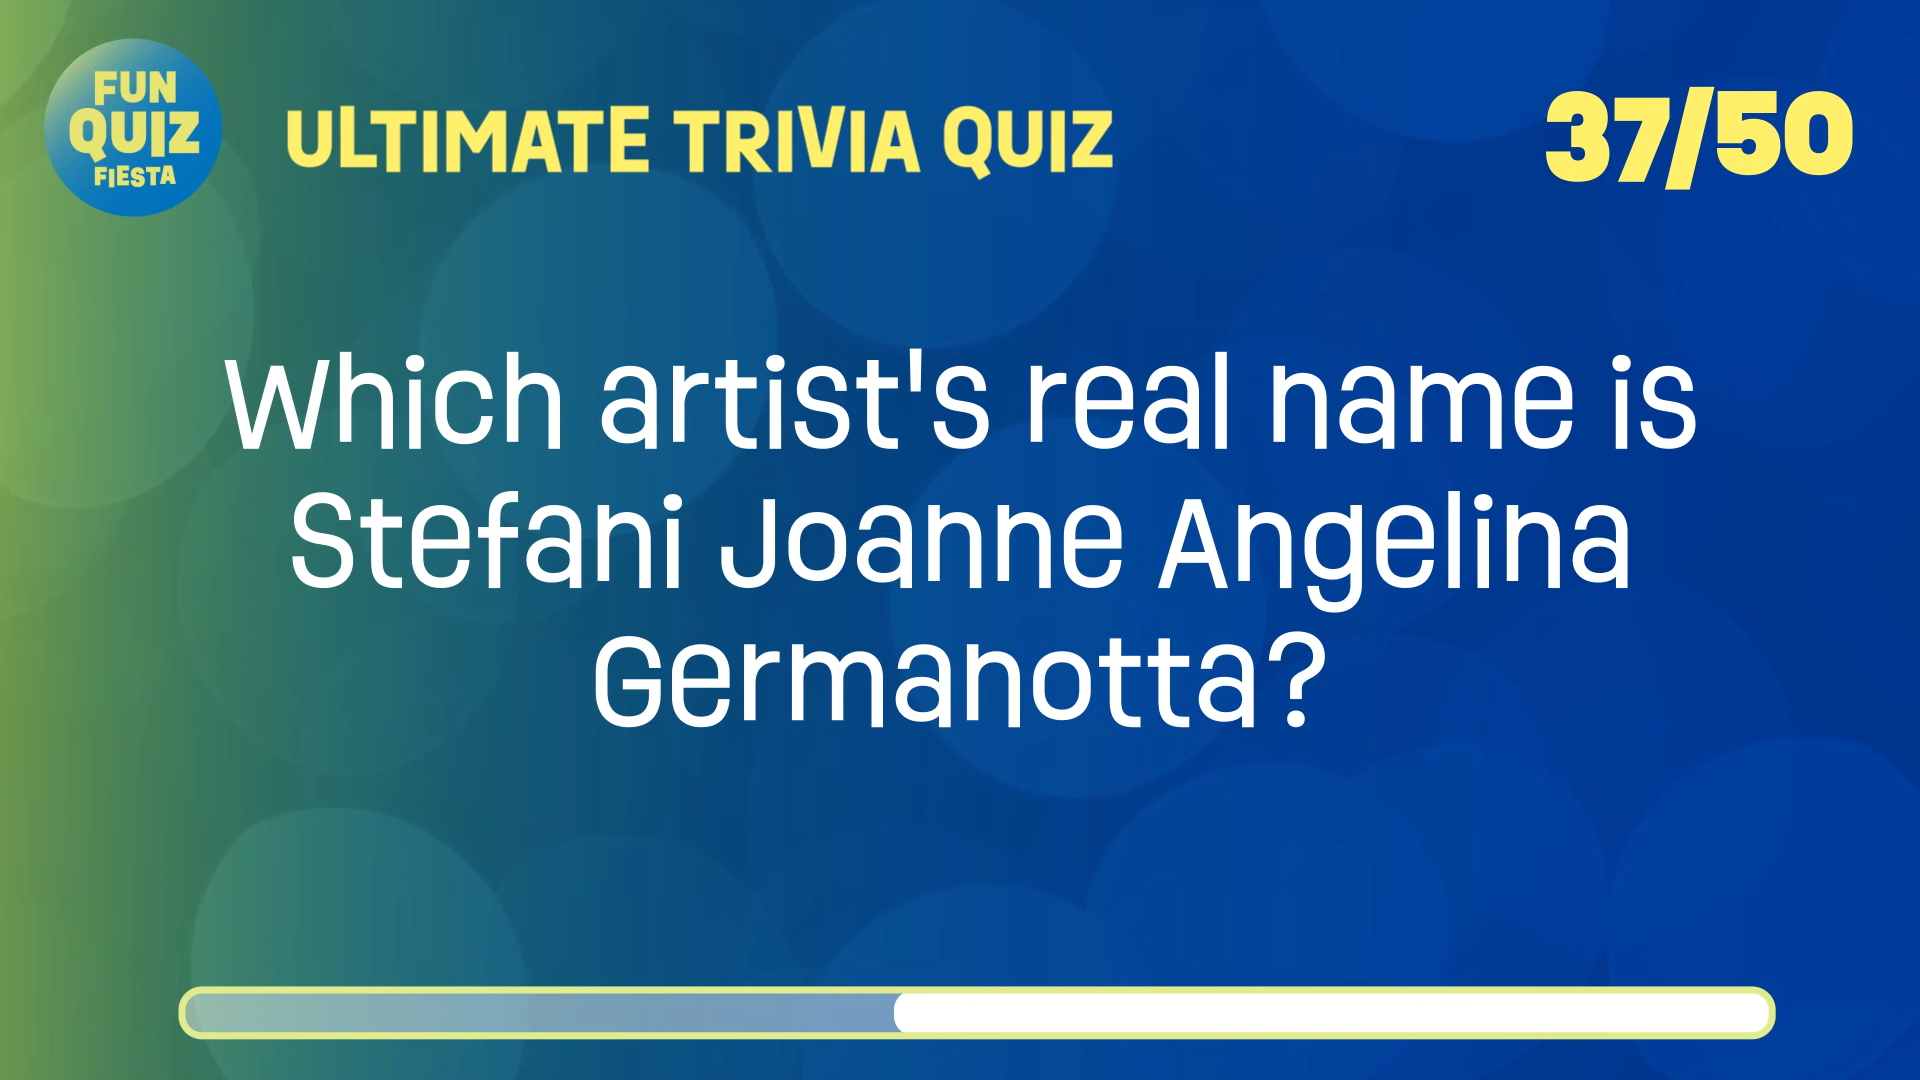 FUN
QUIZ
FIESTA
ULTIMATE TRIVIA QUIZ
37/50
Which artist's real name is
Stefani Joanne Angelina
Germanotta?